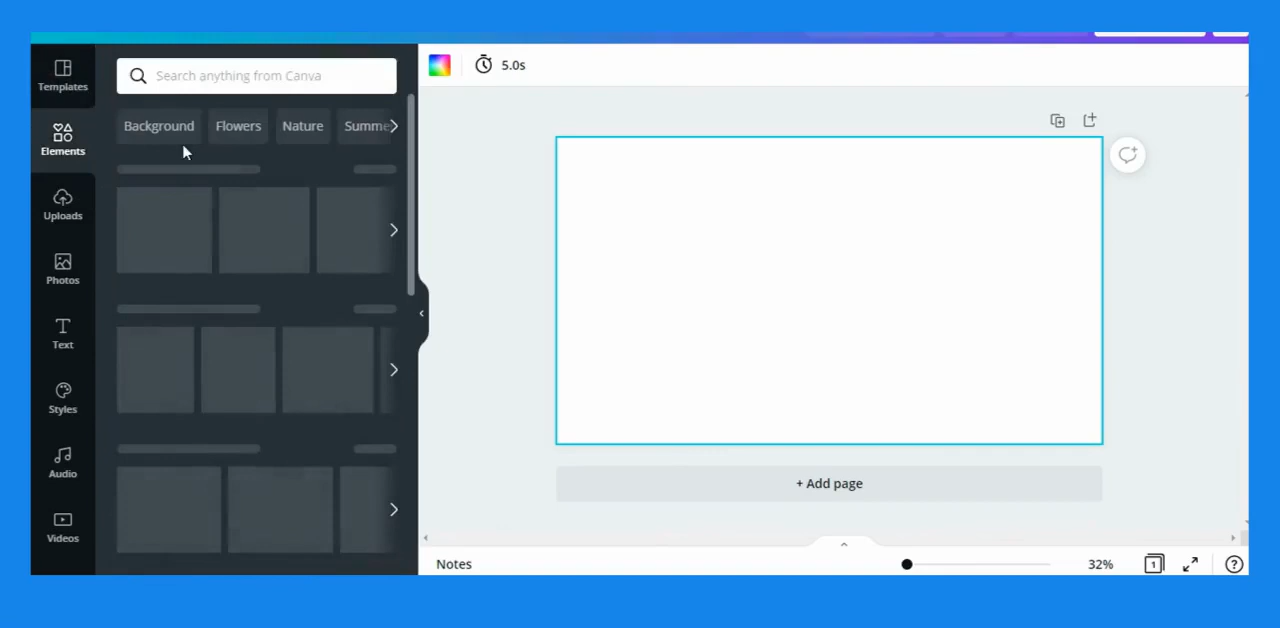 Templates
Elements
Uploads
Photos
Text
Styles
Audio
Videos
Search anything from Canva
Background Flowers Nature Summe
5.0s
+ Add page
Notes
32%
1
?